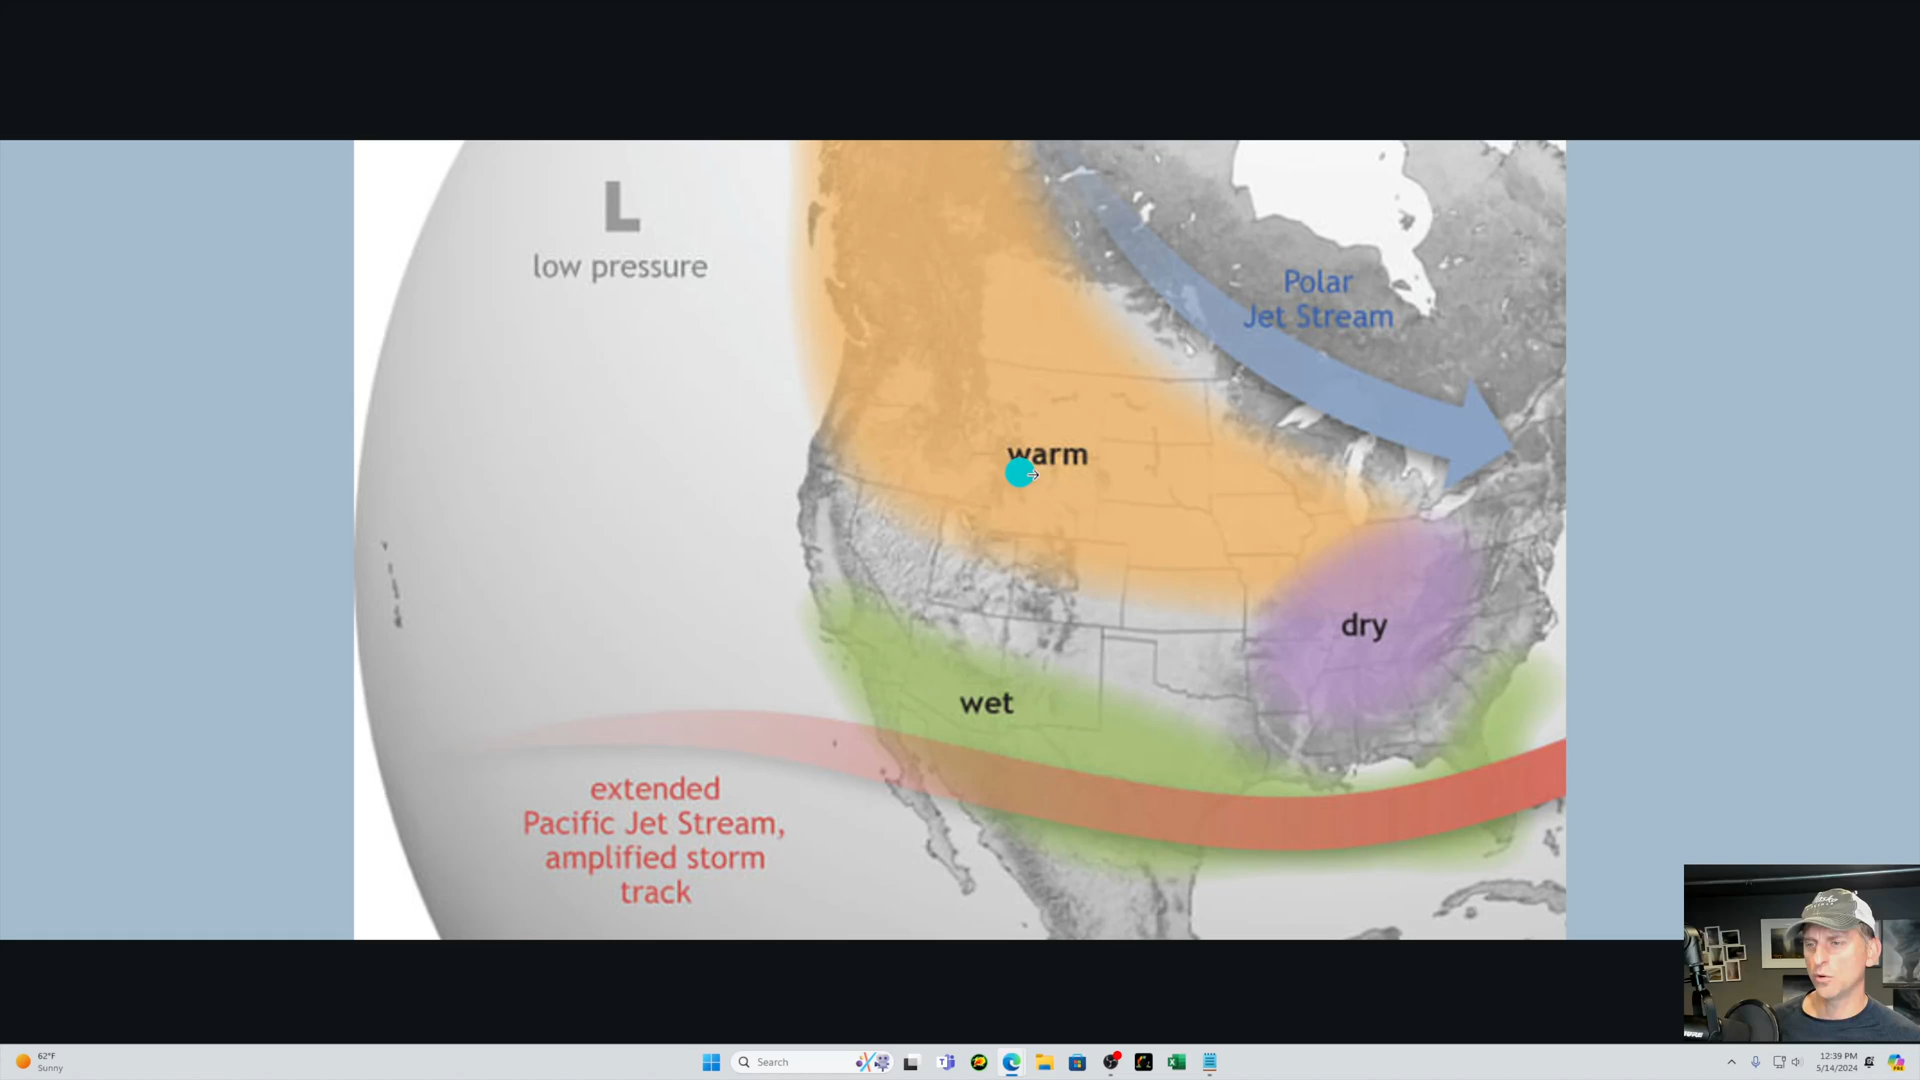 L
low pressure
Polar
Jet Stream
warm
dry
wet
extended
Pacific Jet Stream,
amplified storm
track
62°F
Sunny
Search
12:39 PM
5/14/2024